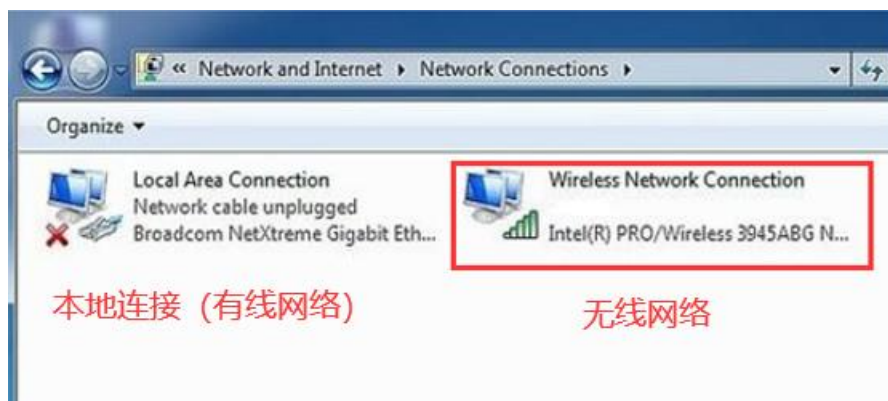 « Network and Internet ▸ Network Connections ▸
Organize ▾
Local Area Connection
Network cable unplugged
Broadcom NetXtreme Gigabit Eth...
Wireless Network Connection
Intel(R) PRO/Wireless 3945ABG N...
本地连接（有线网络）
无线网络